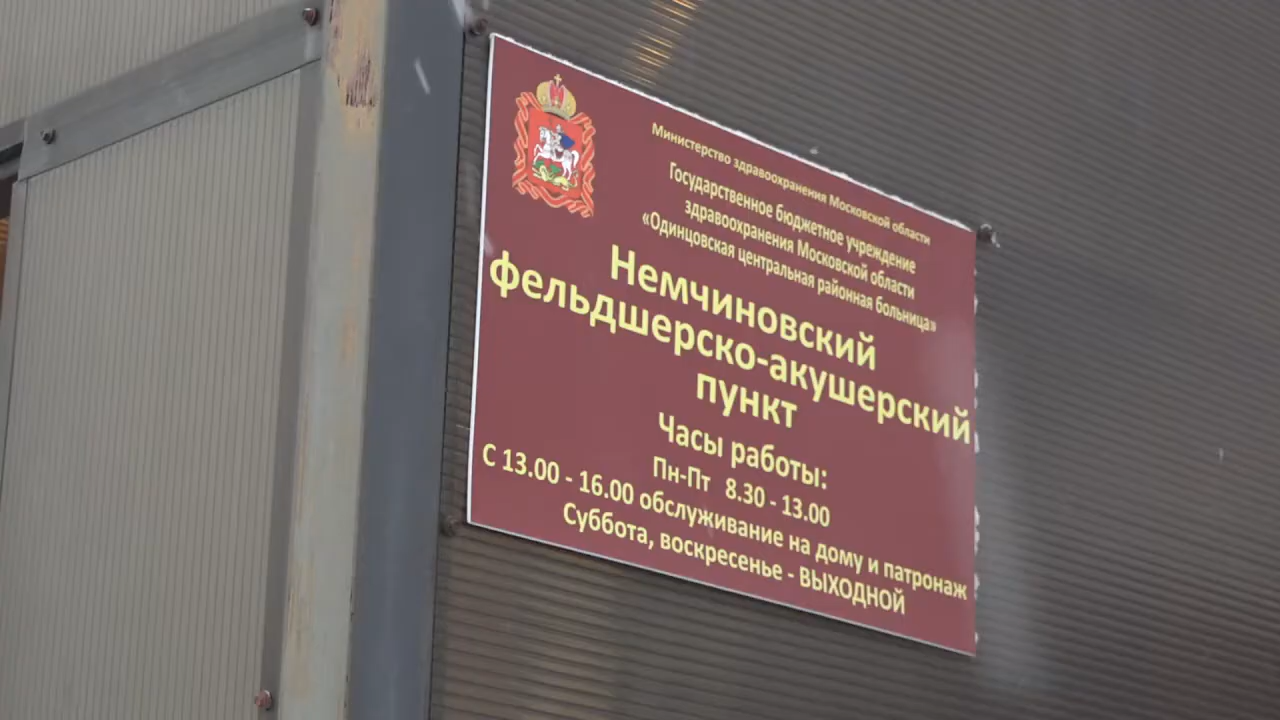 Министерство здравоохранения Московской области
Государственное бюджетное учреждение
здравоохранения Московской области
«Одинцовская центральная районная больница»
Немчиновский
фельдшерско-акушерский
пункт
Часы работы:
Пн-Пт 8.30 - 13.00
С 13.00 - 16.00 обслуживание на дому и патронаж
Суббота, воскресенье - ВЫХОДНОЙ